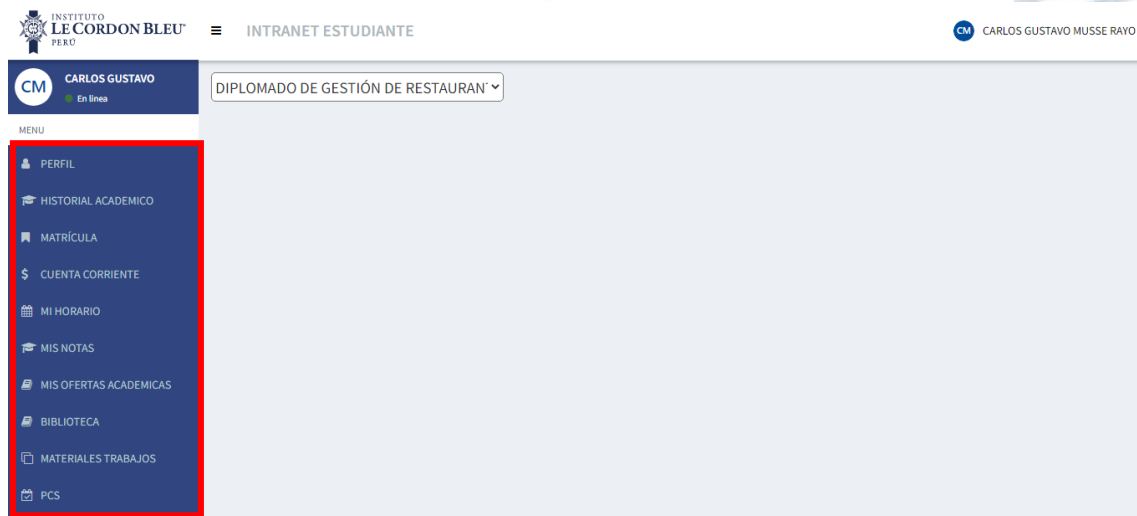 INSTITUTO
LE CORDON BLEU®
PERÚ
INTRANET ESTUDIANTE
CM CARLOS GUSTAVO MUSSE RAYO
CM
CARLOS GUSTAVO
En linea
DIPLOMADO DE GESTIÓN DE RESTAURAN
MENU
PERFIL
HISTORIAL ACADEMICO
MATRÍCULA
$ CUENTA CORRIENTE
MI HORARIO
MIS NOTAS
MIS OFERTAS ACADEMICAS
BIBLIOTECA
MATERIALES TRABAJOS
PCS